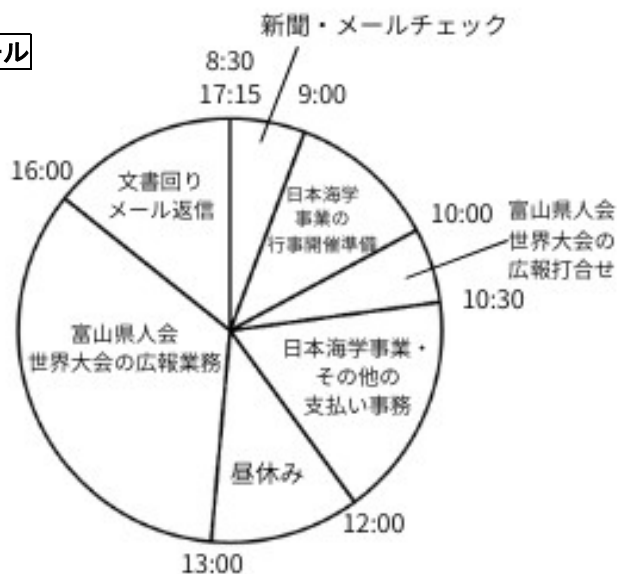 ール
新聞・メールチェック
8:30
17:15
9:00
日本海学
事業の
行事開催準備
10:00
富山県人会
世界大会の
広報打合せ
10:30
日本海学事業・
その他の
支払い事務
12:00
昼休み
13:00
富山県人会
世界大会の広報業務
16:00
文書回り
メール返信